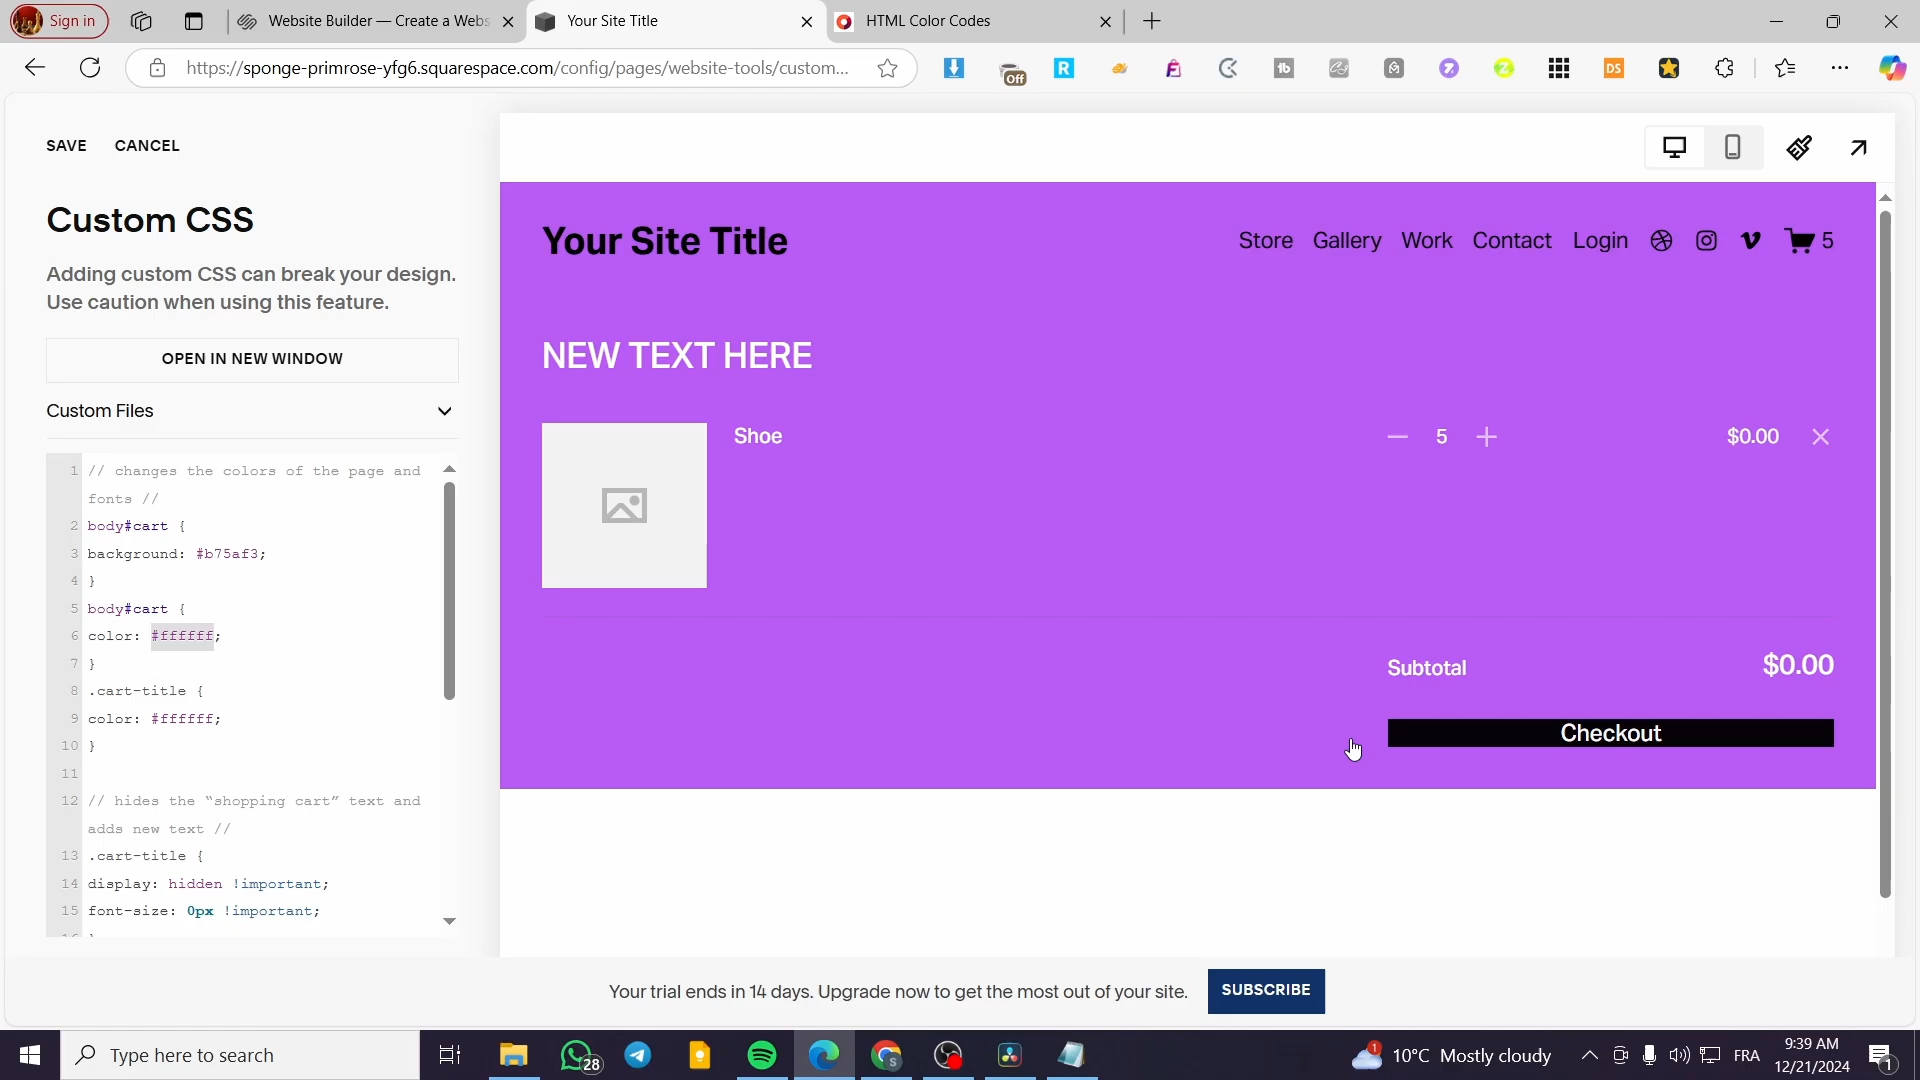 Sign in
Website Builder — Create a Webs
Your Site Title
HTML Color Codes
https://sponge-primrose-yfg6.squarespace.com/config/pages/website-tools/custom...
Off
R
tb
DS
SAVE
CANCEL
Custom CSS
Adding custom CSS can break your design.
Use caution when using this feature.
OPEN IN NEW WINDOW
Custom Files
1 // changes the colors of the page and
fonts //
2 body#cart {
3 background: #b75af3;
4 }
5 body#cart {
6 color: #ffffff;
7 }
8 .cart-title {
9 color: #ffffff;
10 }
11
12 // hides the “shopping cart” text and
adds new text //
13 .cart-title {
14 display: hidden !important;
15 font-size: 0px !important;
Your Site Title
Store Gallery Work Contact Login 5
NEW TEXT HERE
Shoe
5
$0.00
Subtotal
$0.00
Checkout
Your trial ends in 14 days. Upgrade now to get the most out of your site.
SUBSCRIBE
Type here to search
28
1
10°C Mostly cloudy
FRA
9:39 AM
12/21/2024
1